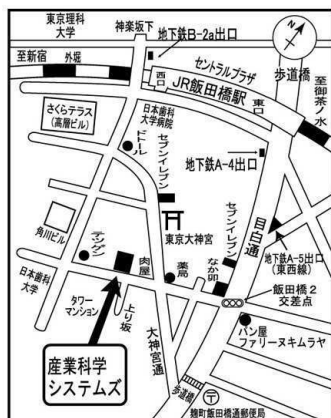 東京理科
大学
神楽坂下
地下鉄B-2a出口
N
至新宿
外堀
セントラルプラザ
歩道橋
西口
JR飯田橋駅
東口
至御茶ノ水
さくらテラス
(高層ビル)
日本歯科
大学病院
ドトール
セブンイレブン
地下鉄A-4出口
角川ビル
東京大神宮
セブンイレブン
目白通
地下鉄A-5出口
(東西線)
テンゲン
肉屋
薬局
なか卯
日本歯科
大学
タワー
マンション
上り坂
大神宮通
飯田橋2
交差点
パン屋
ファリーヌキムラヤ
産業科学
システムズ
歩道橋
〒
麹町飯田橋通郵便局